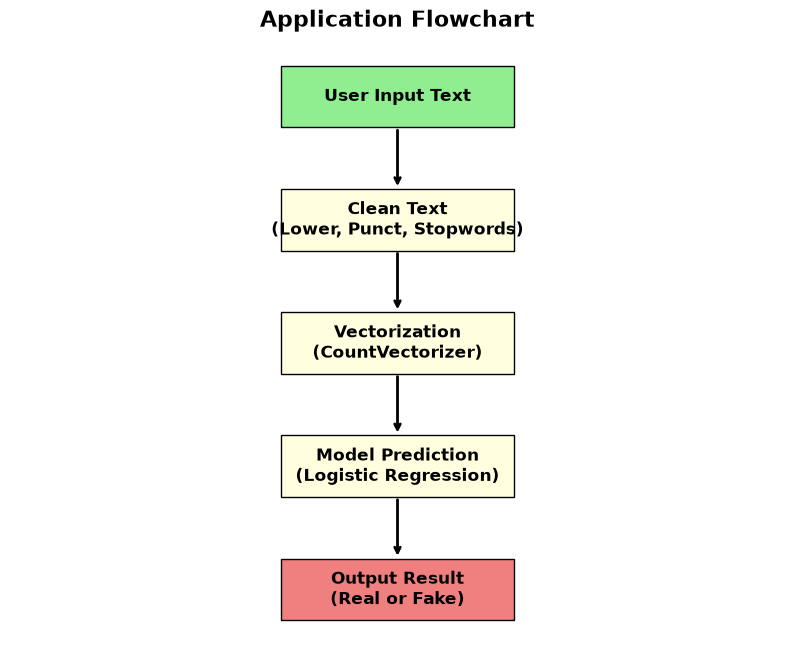 Application Flowchart
User Input Text
Clean Text
(Lower, Punct, Stopwords)
Vectorization
(CountVectorizer)
Model Prediction
(Logistic Regression)
Output Result
(Real or Fake)